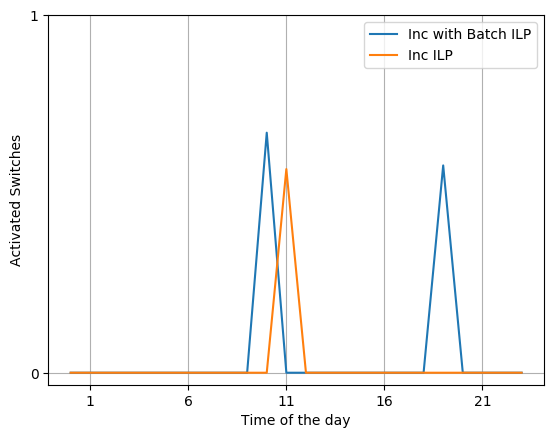 1
Inc with Batch ILP
Inc ILP
Activated Switches
0
1 6 11 16 21
Time of the day